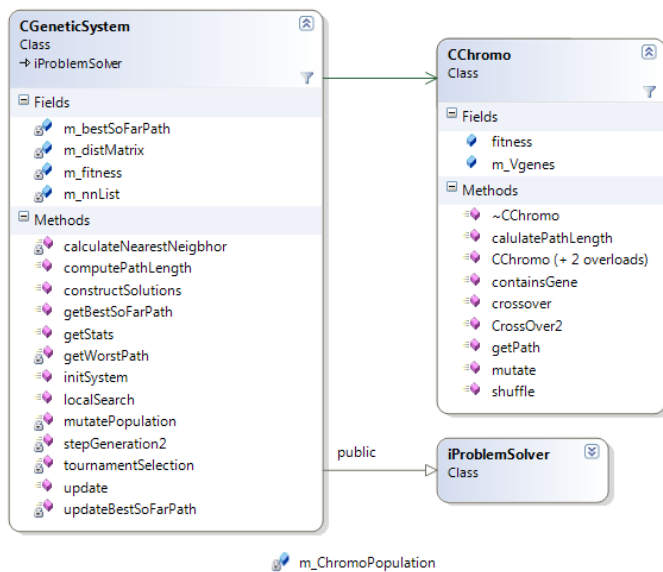 CGeneticSystem
Class
iProblemSolver
Fields
m_bestSoFarPath
m_distMatrix
m_fitness
m_nnList
Methods
calculateNearestNeigbhor
computePathLength
constructSolutions
getBestSoFarPath
getStats
getWorstPath
initSystem
localSearch
mutatePopulation
stepGeneration2
tournamentSelection
update
updateBestSoFarPath
CChromo
Class
Fields
fitness
m_Vgenes
Methods
~CChromo
calulatePathLength
CChromo (+ 2 overloads)
containsGene
crossover
CrossOver2
getPath
mutate
shuffle
public
iProblemSolver
Class
m_ChromoPopulation